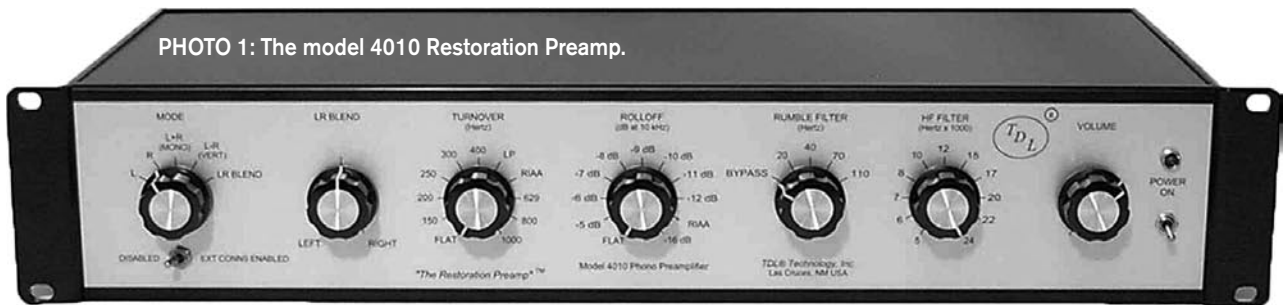 PHOTO 1: The model 4010 Restoration Preamp.
MODE
L
R
L+R
(MONO)
L-R
(VERT)
LR BLEND
DISABLED
EXT CONNS ENABLED
LR BLEND
LEFT
RIGHT
TURNOVER
(Hertz)
FLAT
150
200
250
300
400
LP
RIAA
629
800
1000
"The Restoration Preamp" ™
ROLLOFF
(dB at 10 kHz)
FLAT
-5 dB
-6 dB
-7 dB
-8 dB
-9 dB
-10 dB
-11 dB
-12 dB
RIAA
-16 dB
Model 4010 Phono Preamplifier
RUMBLE FILTER
(Hertz)
BYPASS
20
40
70
110
TDL® Technology, Inc.
Las Cruces, NM USA
HF FILTER
(Hertz x 1000)
5
6
7
8
10
12
15
17
20
22
24
TDL
®
VOLUME
POWER
ON